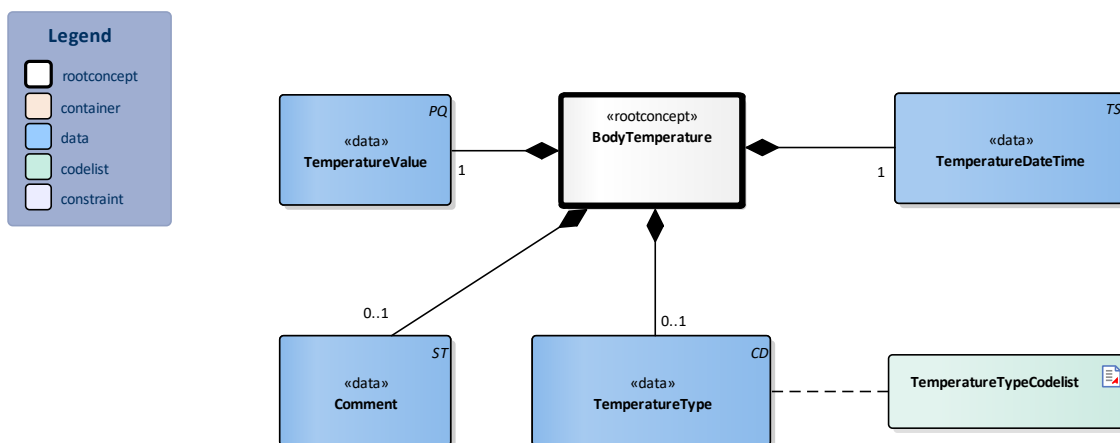 Legend
rootconcept
container
data
codelist
constraint
PQ
«data»
TemperatureValue
1
«rootconcept»
BodyTemperature
TS
«data»
TemperatureDateTime
1
0..1
0..1
ST
«data»
Comment
CD
«data»
TemperatureType
TemperatureTypeCodelist